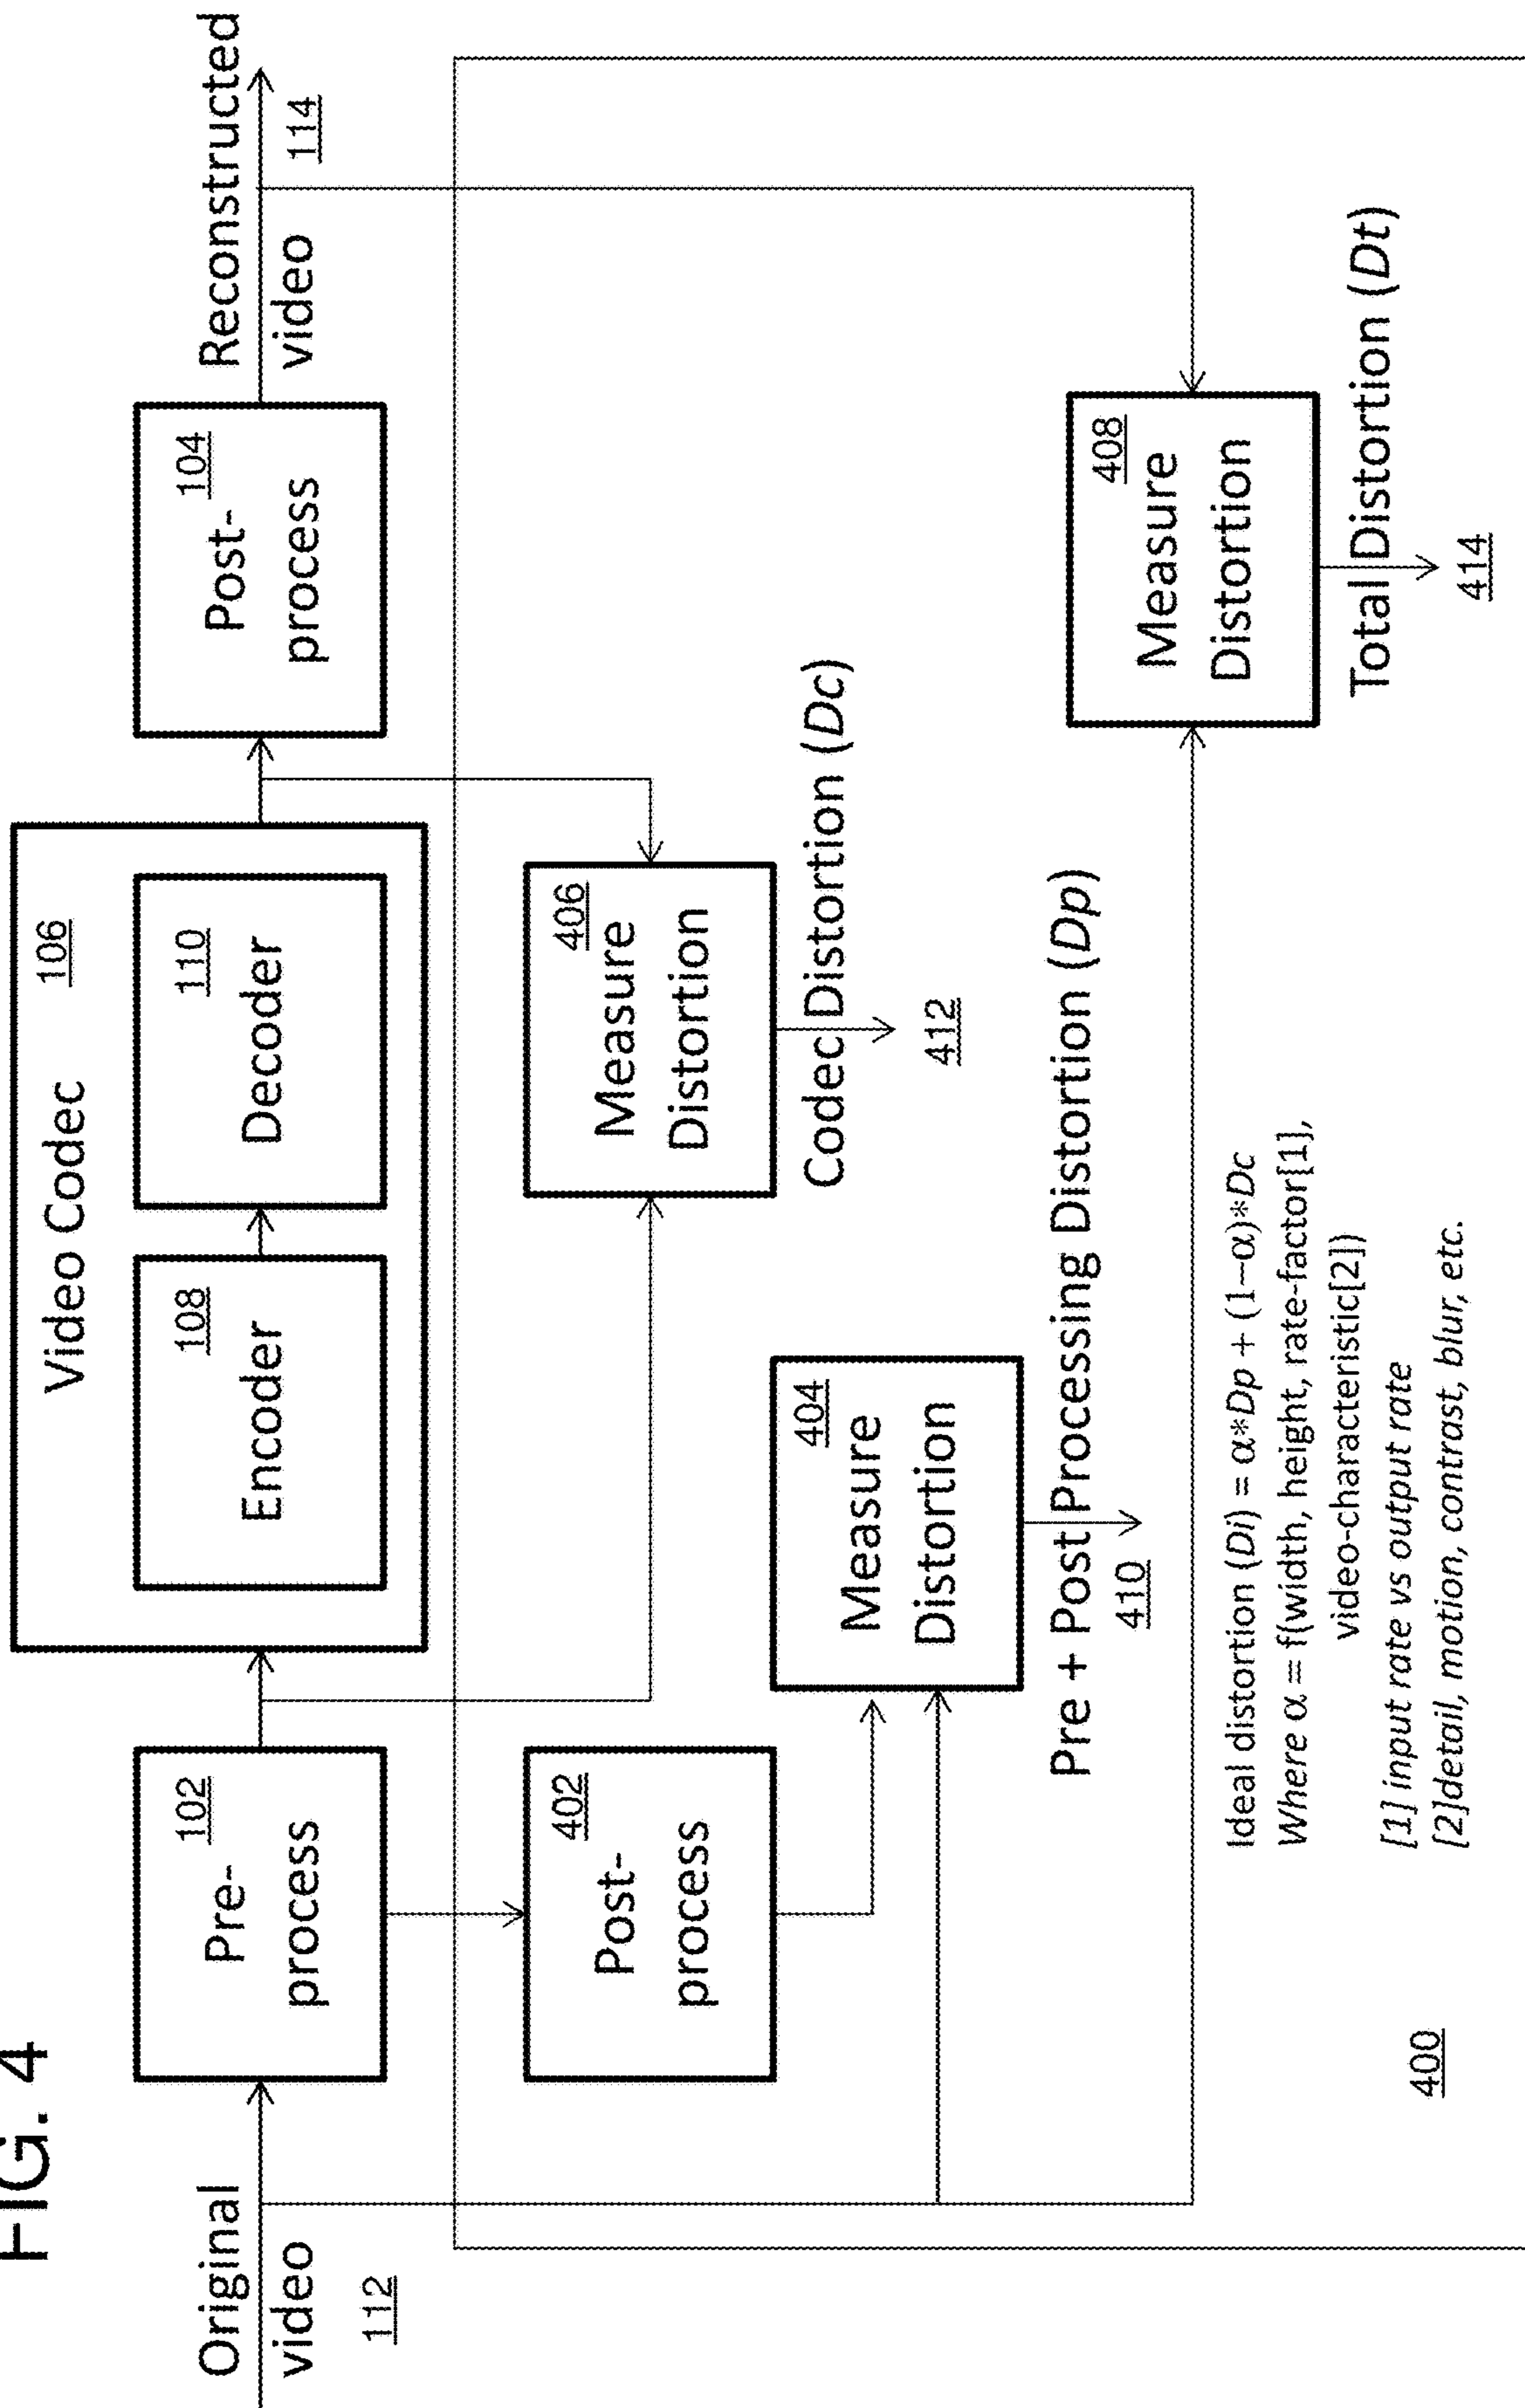 FIG. 4
Original
video
112
Pre-
process
102
Video Codec
106
Encoder
108
Decoder
110
Post-
process
104
Reconstructed
video
114
Post-
process
402
Measure
Distortion
404
Pre + Post Processing Distortion (Dp)
410
Measure
Distortion
406
Codec Distortion (Dc)
412
Measure
Distortion
408
Total Distortion (Dt)
414
Ideal distortion (Di) = α*Dp + (1–α)*Dc
Where α = f(width, height, rate-factor[1],
video-characteristic[2])
[1] input rate vs output rate
[2]detail, motion, contrast, blur, etc.
400